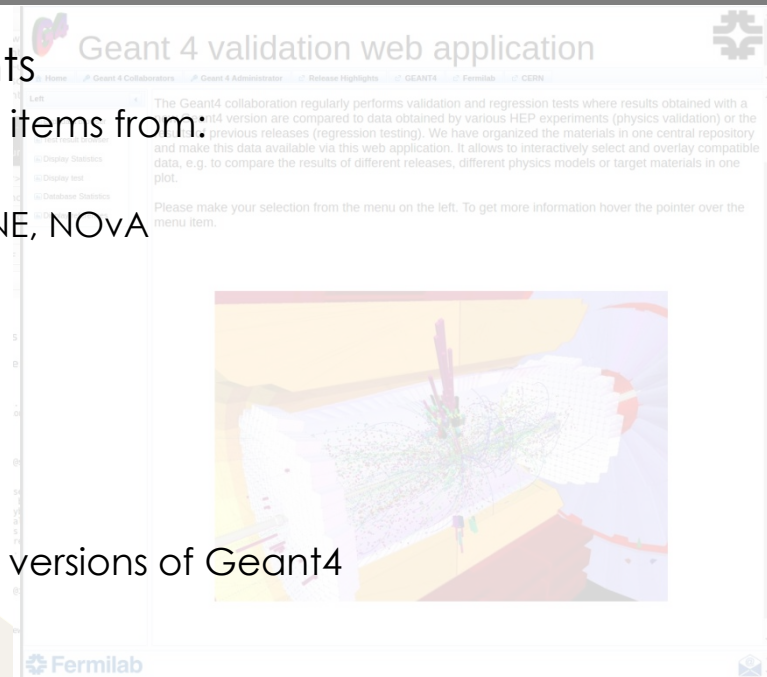 Geant 4 validation web application
nts
Home Geant 4 Collaborators Geant 4 Administrator Release Highlights GEANT4 Fermilab CERN
Left
The Geant4 collaboration regularly performs validation and regression tests where results obtained with a
Geant4 version are compared to data obtained by various HEP experiments (physics validation) or the
items from:
previous releases (regression testing). We have organized the materials in one central repository
and make this data available via this web application. It allows to interactively select and overlay compatible
Display Statistics
data, e.g. to compare the results of different releases, different physics models or target materials in one
Display test
plot.
Database Statistics
Please make your selection from the menu on the left. To get more information hover the pointer over the
NE, NOvA
menu item.
versions of Geant4
Fermilab